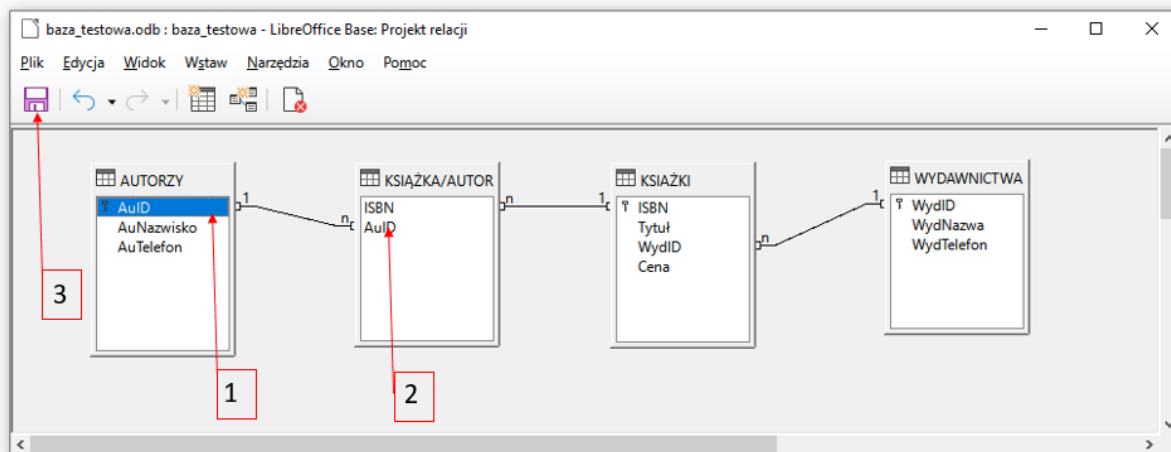 baza_testowa.odb : baza_testowa - LibreOffice Base: Projekt relacji
Plik Edycja Widok Wstaw Narzędzia Okno Pomoc
AUTORZY
AuID
AuNazwisko
AuTelefon
1
n
KSIĄŻKA/AUTOR
ISBN
AuID
n
1
KSIAŻKI
ISBN
Tytuł
WydID
Cena
n
1
WYDAWNICTWA
WydID
WydNazwa
WydTelefon
3
1
2